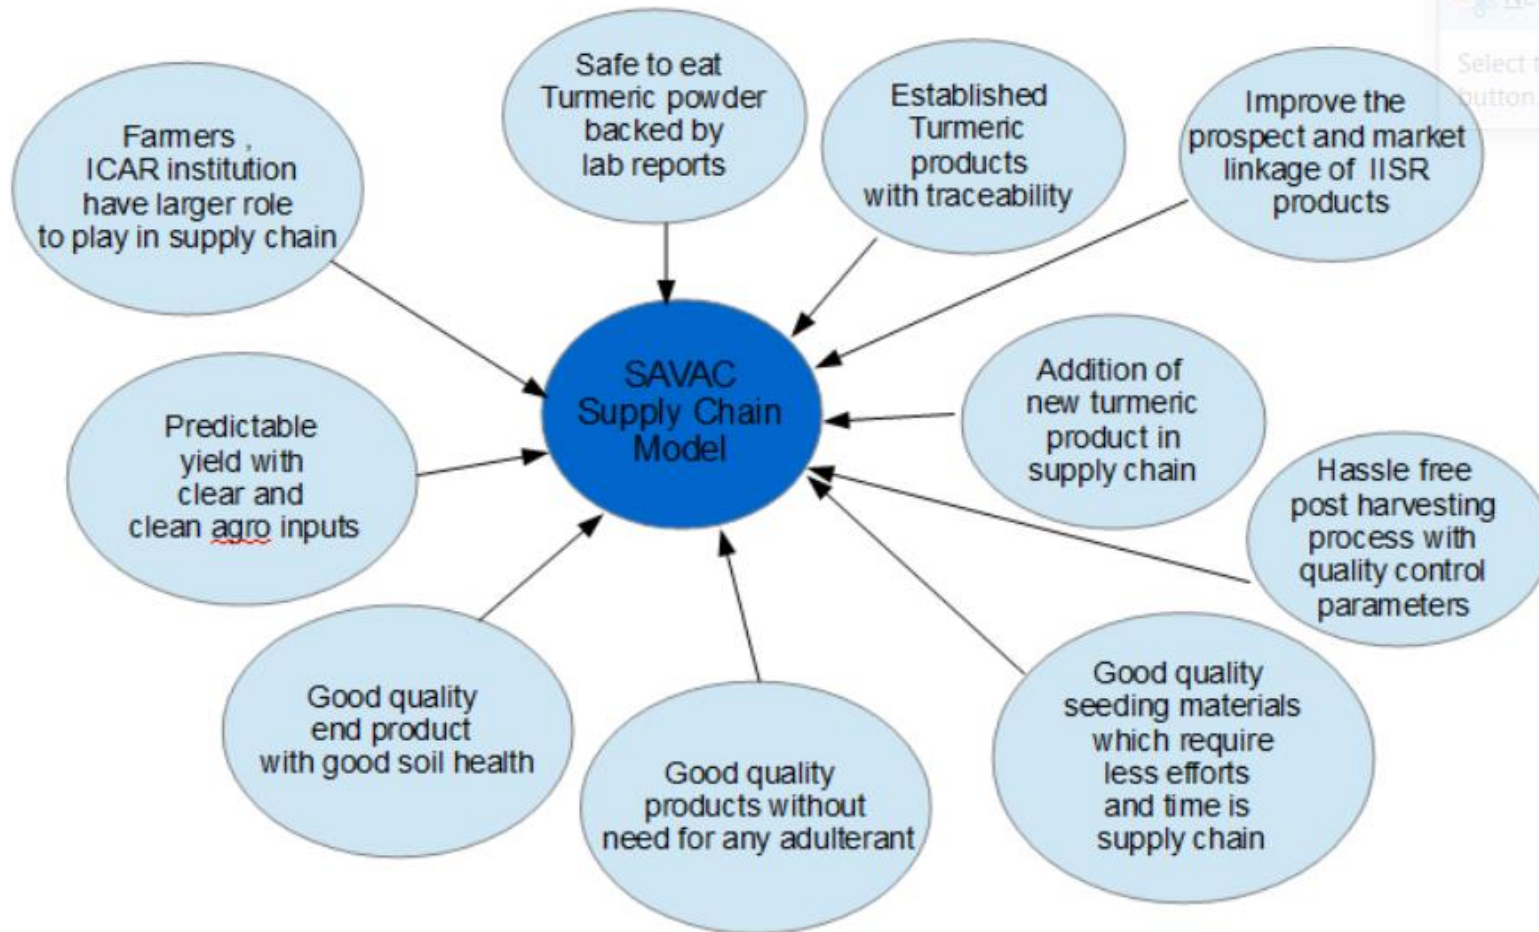 Safe to eat
Turmeric powder
backed by
lab reports
Established
Turmeric
products
with traceability
Improve the
prospect and market
linkage of IISR
products
Select t
button
Farmers ,
ICAR institution
have larger role
to play in supply chain
SAVAC
Supply Chain
Model
Addition of
new turmeric
product in
supply chain
Predictable
yield with
clear and
clean agro inputs
Hassle free
post harvesting
process with
quality control
parameters
Good quality
end product
with good soil health
Good quality
products without
need for any adulterant
Good quality
seeding materials
which require
less efforts
and time is
supply chain